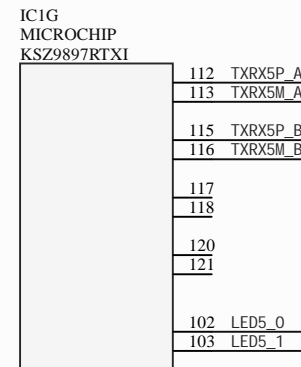 IC1G
MICROCHIP
KSZ9897RTXI
112 TXRX5P_A
113 TXRX5M_A
115 TXRX5P_B
116 TXRX5M_B
117
118
120
121
102 LED5_0
103 LED5_1